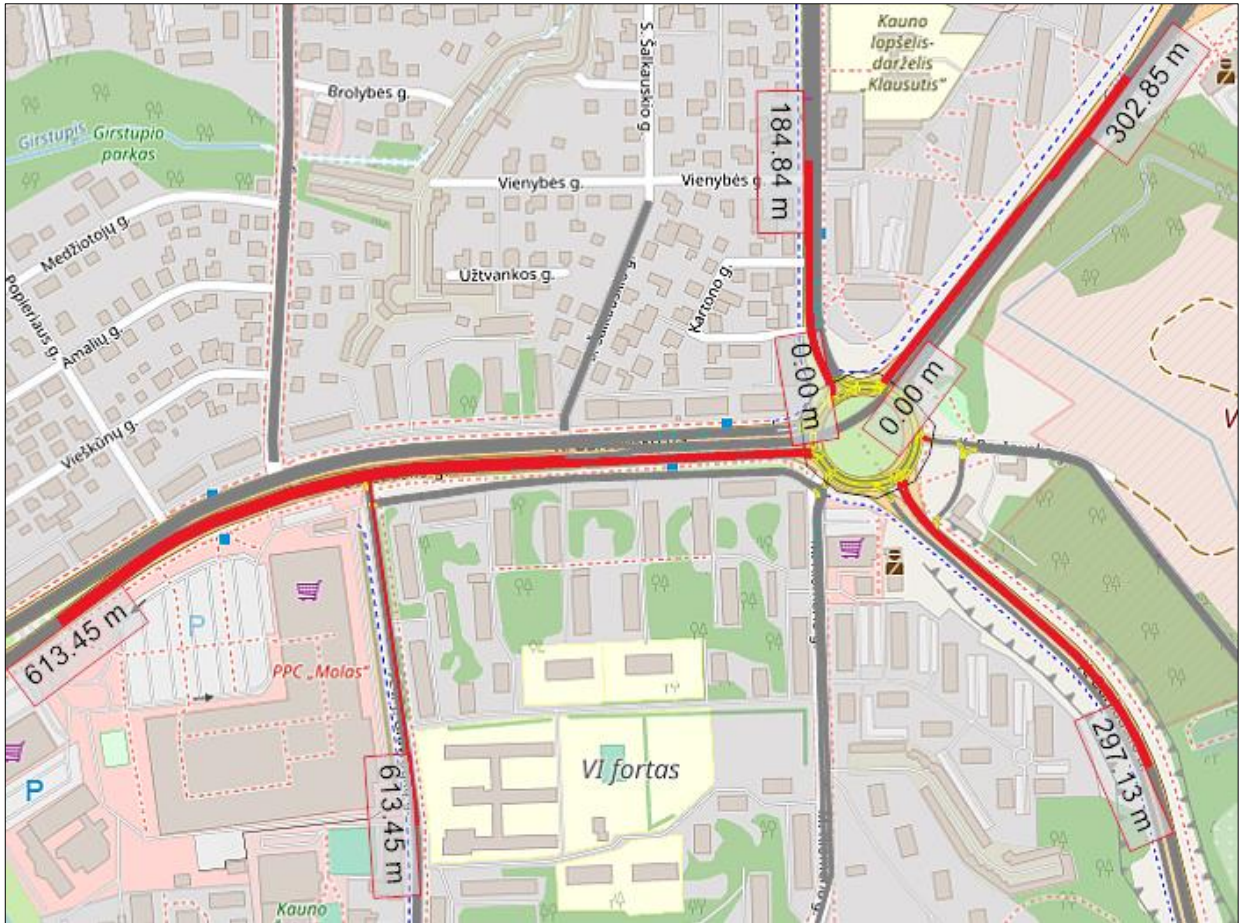 Kauno
lopšelis-
darželis
„Klausutis“
S. Šalkauskio g.
302.85 m
184.84 m
Brolybės g.
Girstupis
Girstupio
parkas
Vienybės g.
Vienybės g
Medžiotojų g.
Užtvankos g.
Popieriaus g.
Amalių g.
Kartono g.
0.00 m
0.00 m
Vieškūnų g.
V
613.45 m
P
PPC „Molas“
P
VI fortas
613.45 m
297.13 m
Kauno